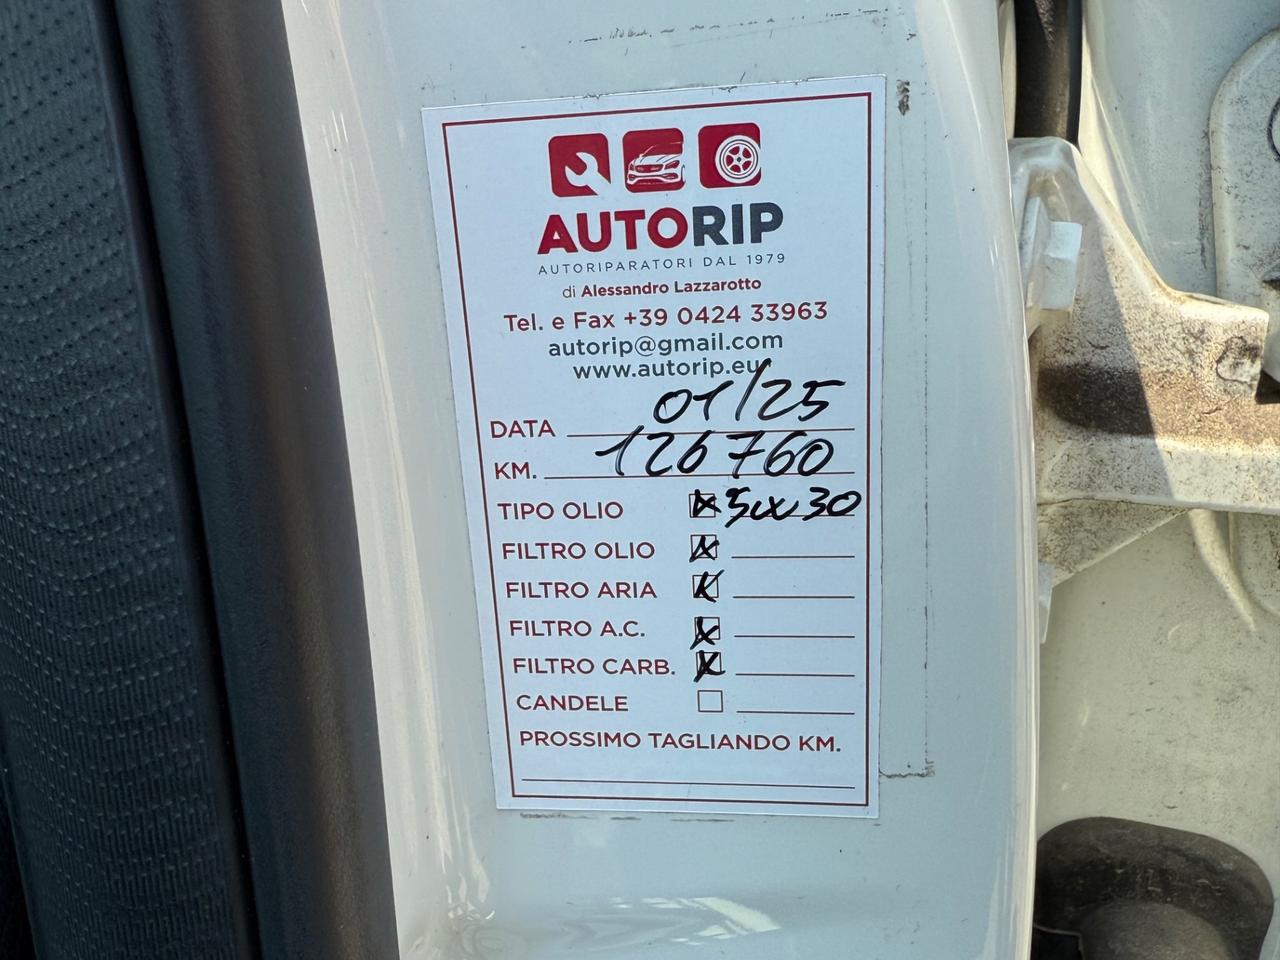 AUTORIP
AUTORIPARATORI DAL 1979
di Alessandro Lazzarotto
Tel. e Fax +39 0424 33963
autorip@gmail.com
www.autorip.eu
DATA 01/25
KM. 126760
TIPO OLIO 5W30
FILTRO OLIO
FILTRO ARIA
FILTRO A.C.
FILTRO CARB.
CANDELE
PROSSIMO TAGLIANDO KM.